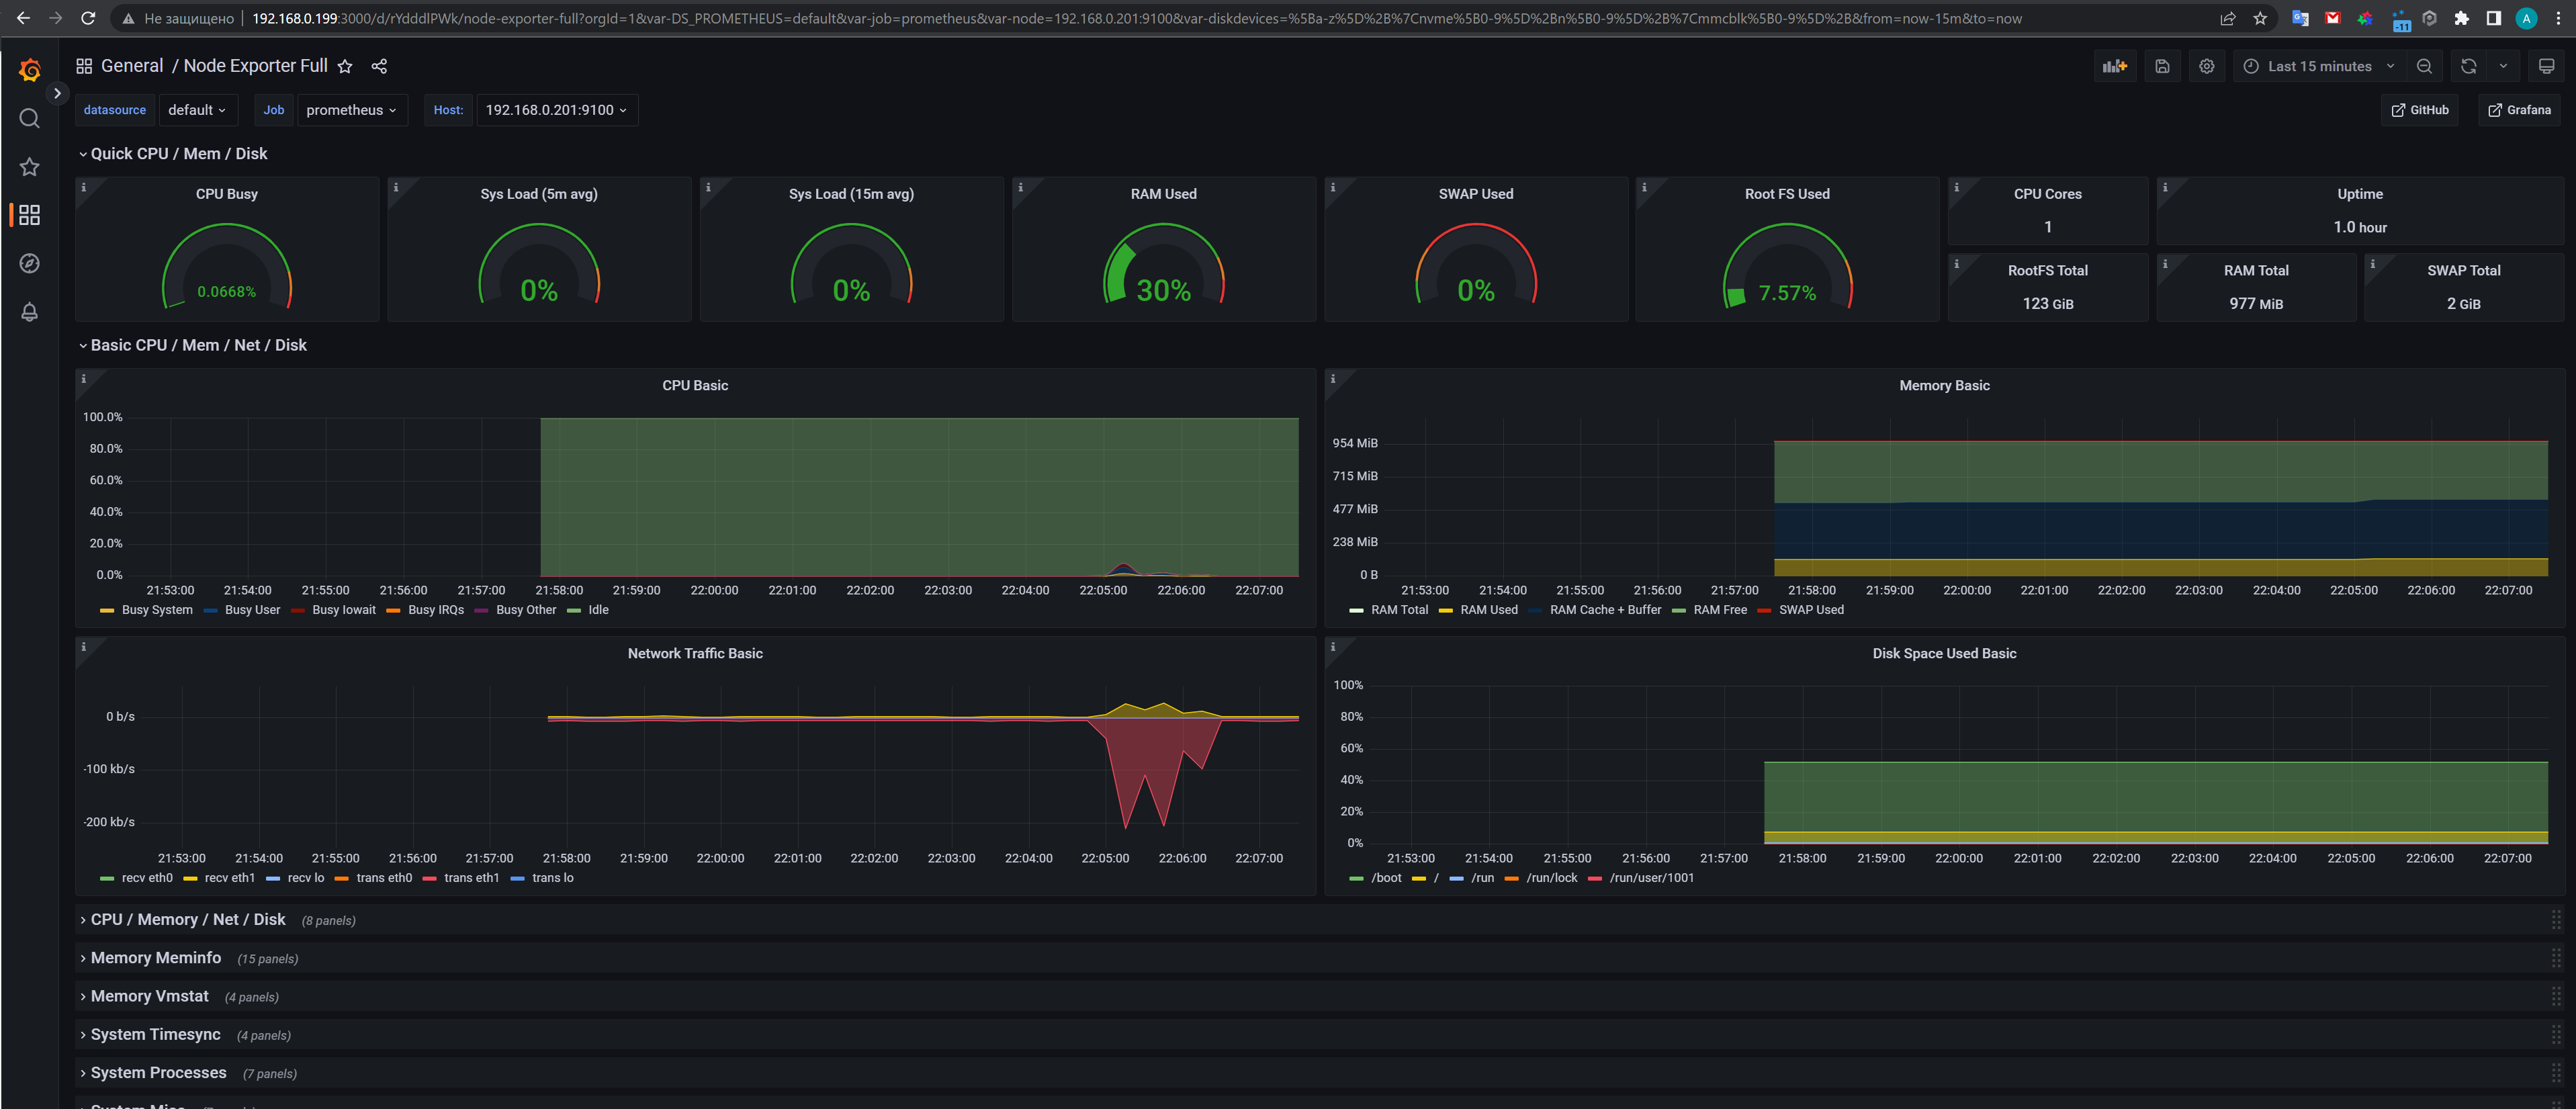 Не защищено 192.168.0.199:3000/d/rYdddlPWk/node-exporter-full?orgId=1&var-DS_PROMETHEUS=default&var-job=prometheus&var-node=192.168.0.201:9100&var-diskdevices=%5Ba-z%5D%2B%7Cnvme%5B0-9%5D%2Bn%5B0-9%5D%2B%7Cmmcblk%5B0-9%5D%2B&from=now-15m&to=now
-11
A
General / Node Exporter Full
Last 15 minutes
datasource default Job prometheus Host: 192.168.0.201:9100
GitHub Grafana
Quick CPU / Mem / Disk
CPU Busy
0.0668%
Sys Load (5m avg)
0%
Sys Load (15m avg)
0%
RAM Used
30%
SWAP Used
0%
Root FS Used
7.57%
CPU Cores
1
Uptime
1.0 hour
RootFS Total
123 GiB
RAM Total
977 MiB
SWAP Total
2 GiB
Basic CPU / Mem / Net / Disk
CPU Basic
100.0%
80.0%
60.0%
40.0%
20.0%
0.0%
21:53:00 21:54:00 21:55:00 21:56:00 21:57:00 21:58:00 21:59:00 22:00:00 22:01:00 22:02:00 22:03:00 22:04:00 22:05:00 22:06:00 22:07:00
Busy System Busy User Busy Iowait Busy IRQs Busy Other Idle
Memory Basic
954 MiB
715 MiB
477 MiB
238 MiB
0 B
21:53:00 21:54:00 21:55:00 21:56:00 21:57:00 21:58:00 21:59:00 22:00:00 22:01:00 22:02:00 22:03:00 22:04:00 22:05:00 22:06:00 22:07:00
RAM Total RAM Used RAM Cache + Buffer RAM Free SWAP Used
Network Traffic Basic
0 b/s
-100 kb/s
-200 kb/s
21:53:00 21:54:00 21:55:00 21:56:00 21:57:00 21:58:00 21:59:00 22:00:00 22:01:00 22:02:00 22:03:00 22:04:00 22:05:00 22:06:00 22:07:00
recv eth0 recv eth1 recv lo trans eth0 trans eth1 trans lo
Disk Space Used Basic
100%
80%
60%
40%
20%
0%
21:53:00 21:54:00 21:55:00 21:56:00 21:57:00 21:58:00 21:59:00 22:00:00 22:01:00 22:02:00 22:03:00 22:04:00 22:05:00 22:06:00 22:07:00
/boot / /run /run/lock /run/user/1001
CPU / Memory / Net / Disk (8 panels)
Memory Meminfo (15 panels)
Memory Vmstat (4 panels)
System Timesync (4 panels)
System Processes (7 panels)
System Misc